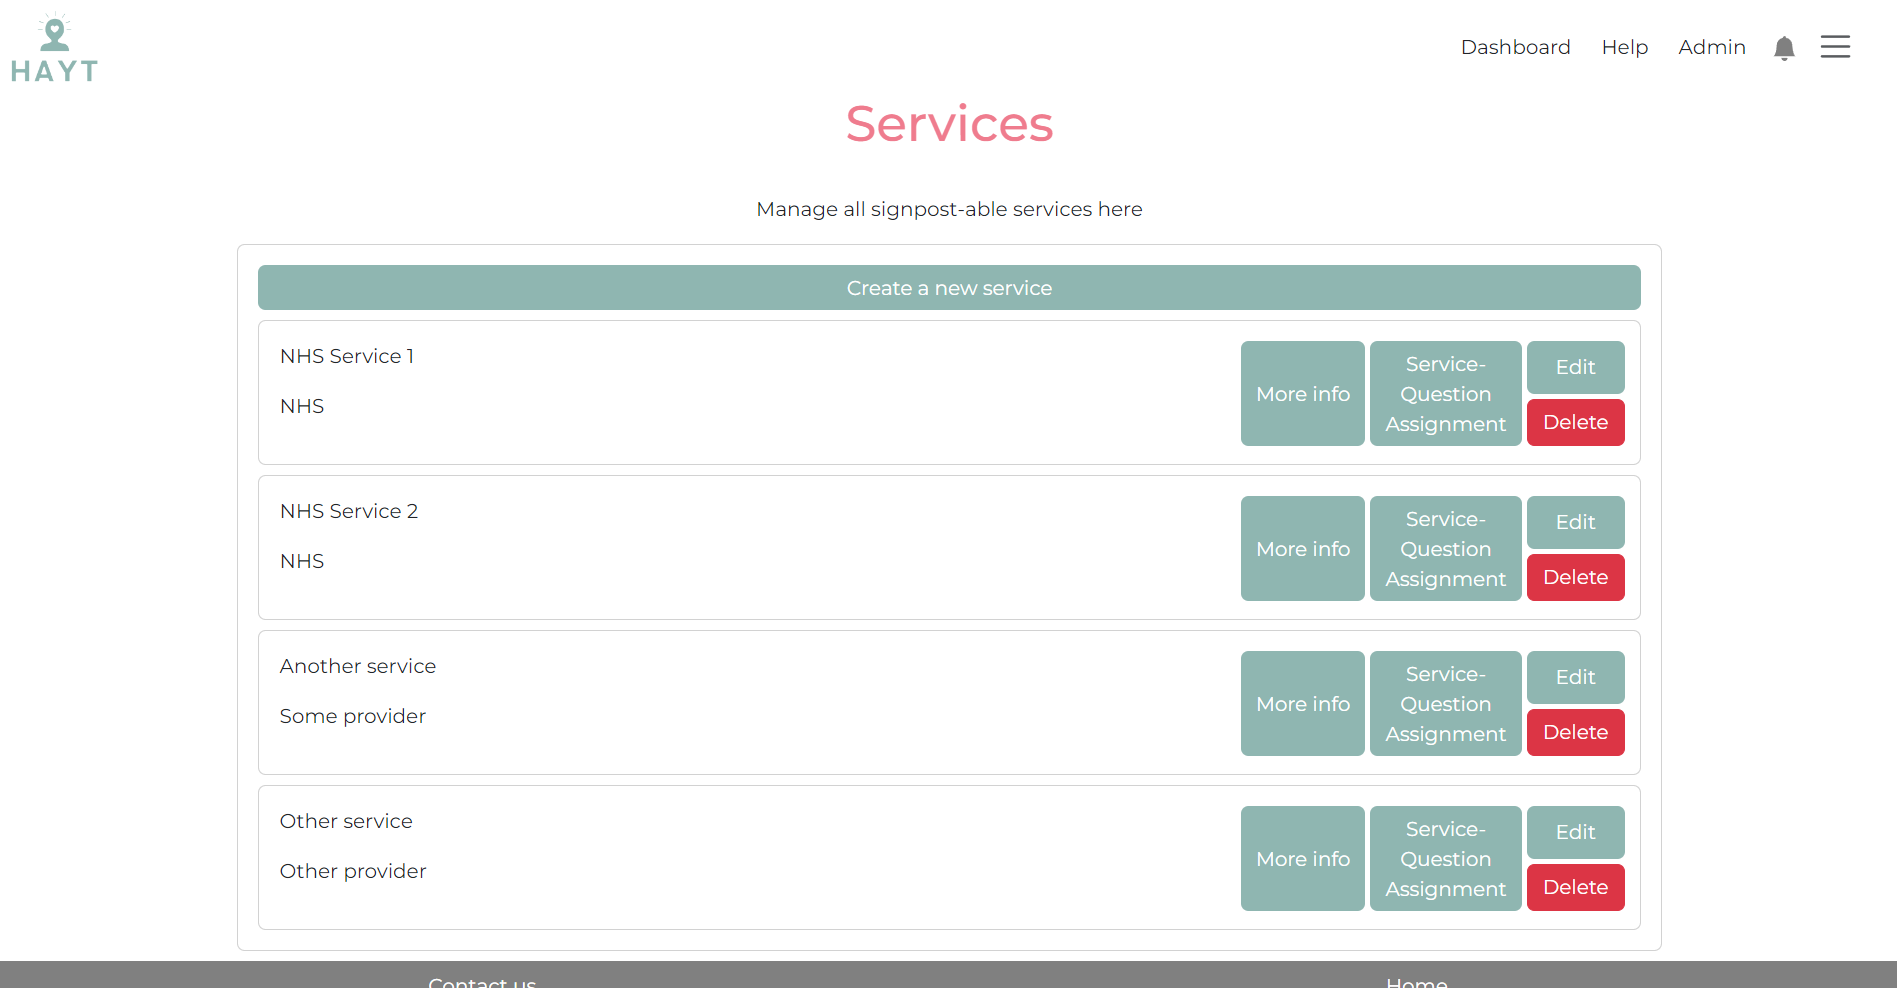 HAYT
Dashboard Help Admin
Services
Manage all signpost-able services here
Create a new service
NHS Service 1
NHS
More info
Service-
Question
Assignment
Edit
Delete
NHS Service 2
NHS
More info
Service-
Question
Assignment
Edit
Delete
Another service
Some provider
More info
Service-
Question
Assignment
Edit
Delete
Other service
Other provider
More info
Service-
Question
Assignment
Edit
Delete
Contact us
Home